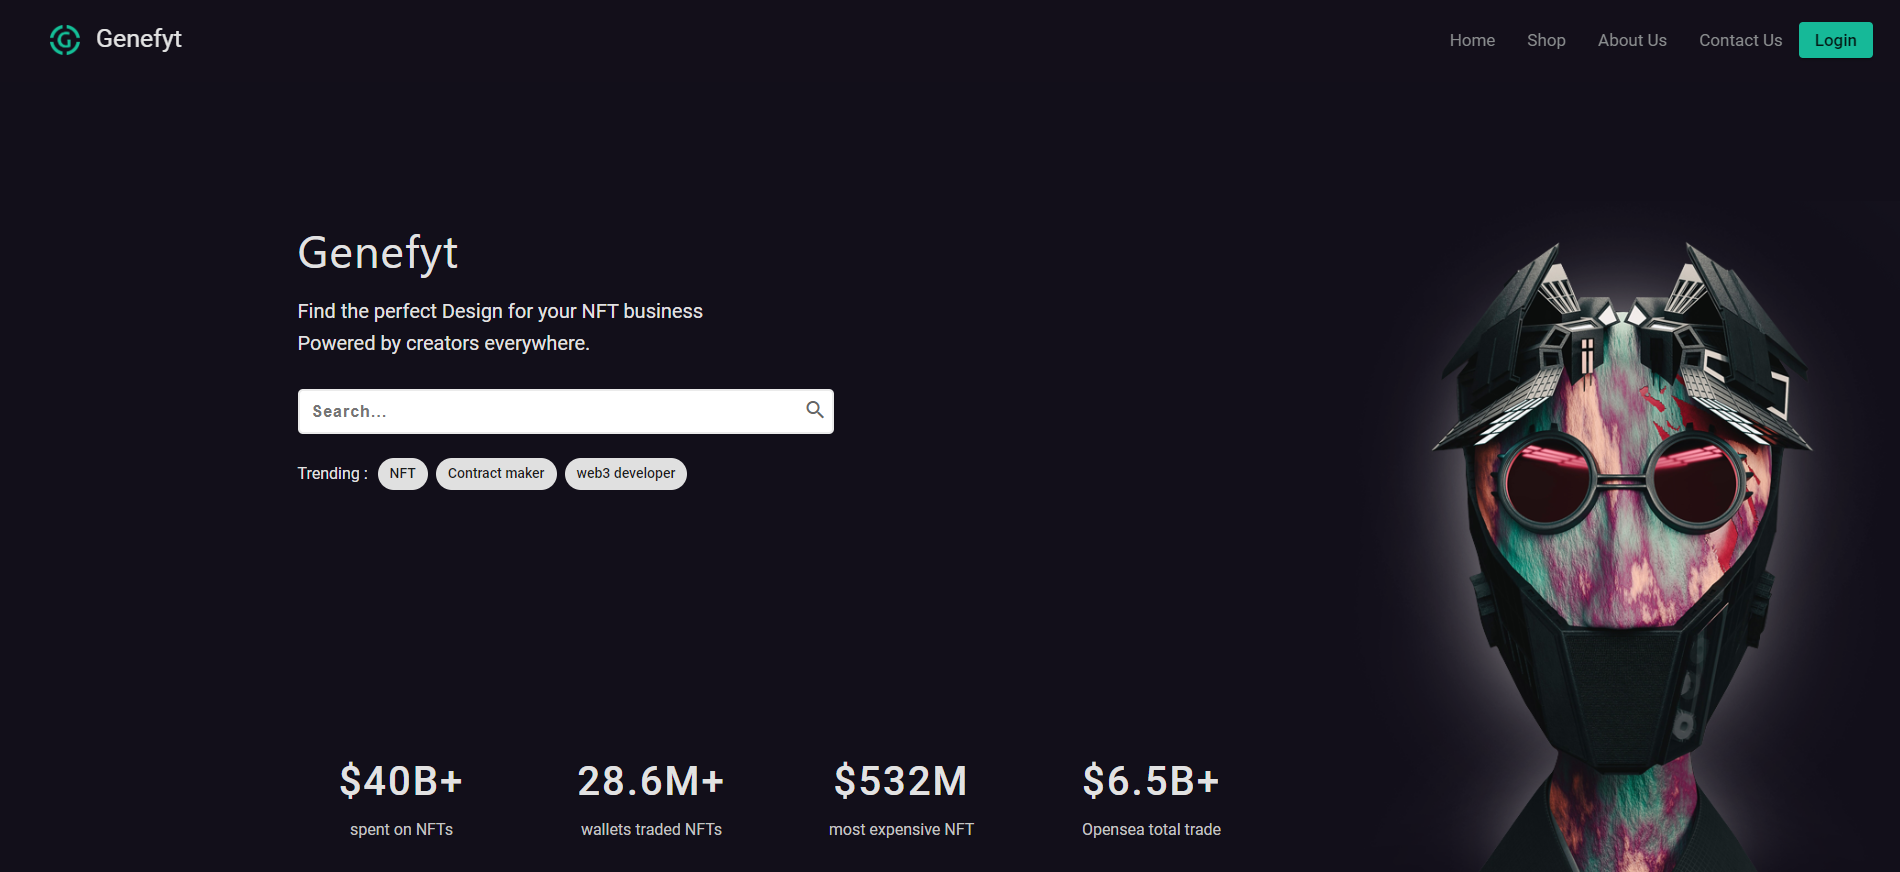 Genefyt
Home Shop About Us Contact Us Login
Genefyt
Find the perfect Design for your NFT business
Powered by creators everywhere.
Search...
Trending : NFT Contract maker web3 developer
$40B+ 28.6M+ $532M $6.5B+
spent on NFTs wallets traded NFTs most expensive NFT Opensea total trade